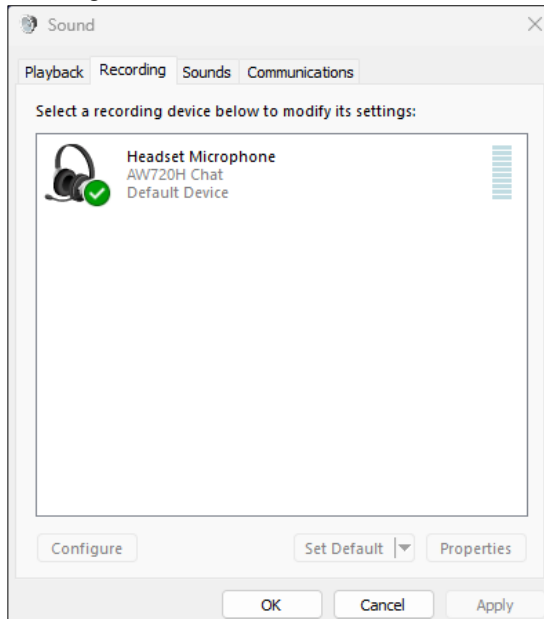 Sound
Playback Recording Sounds Communications
Select a recording device below to modify its settings:
Headset Microphone
AW720H Chat
Default Device
Configure Set Default Properties
OK Cancel Apply